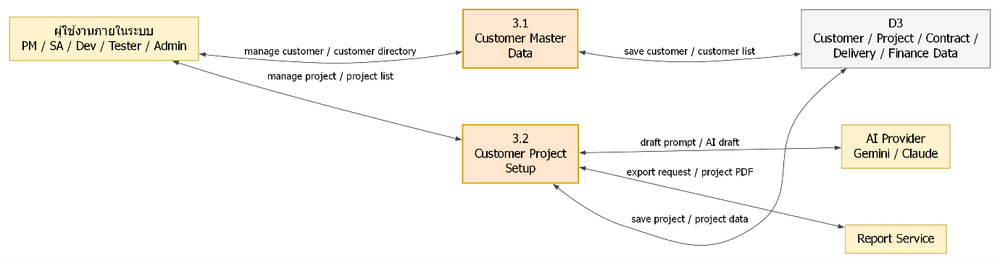 ผู้ใช้งานภายในระบบ
PM / SA / Dev / Tester / Admin
manage customer / customer directory
manage project / project list
3.1
Customer Master
Data
save customer / customer list
D3
Customer / Project / Contract /
Delivery / Finance Data
3.2
Customer Project
Setup
draft prompt / AI draft
AI Provider
Gemini / Claude
export request / project PDF
save project / project data
Report Service